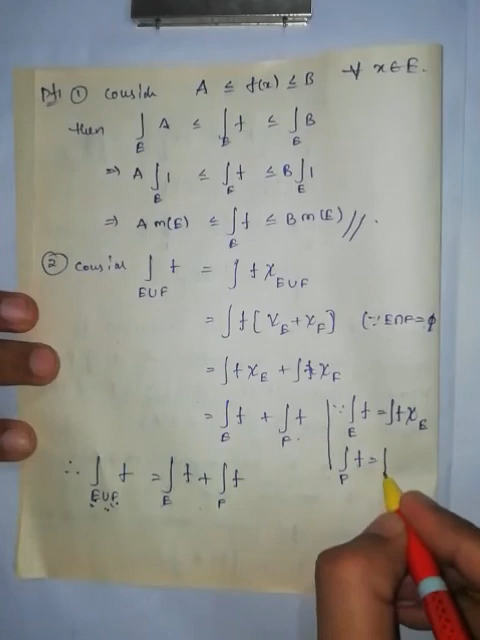 Pf:- ① Consider A ≤ f(x) ≤ B ∀ x∈E.
then ∫_E A ≤ ∫_E f ≤ ∫_E B
⇒ A ∫_E 1 ≤ ∫_E f ≤ B ∫_E 1
⇒ A m(E) ≤ ∫_E f ≤ B m(E) //.
② Consider ∫_{E∪F} f = ∫ f χ_{E∪F}
= ∫ f [χ_E + χ_F] (∵ E∩F = ϕ
= ∫ f χ_E + ∫ f χ_F
= ∫_E f + ∫_F f. | ∵ ∫_E f = ∫ f χ_E
∫_F f = ∫
∴ ∫_{E∪F} f = ∫_E f + ∫_F f